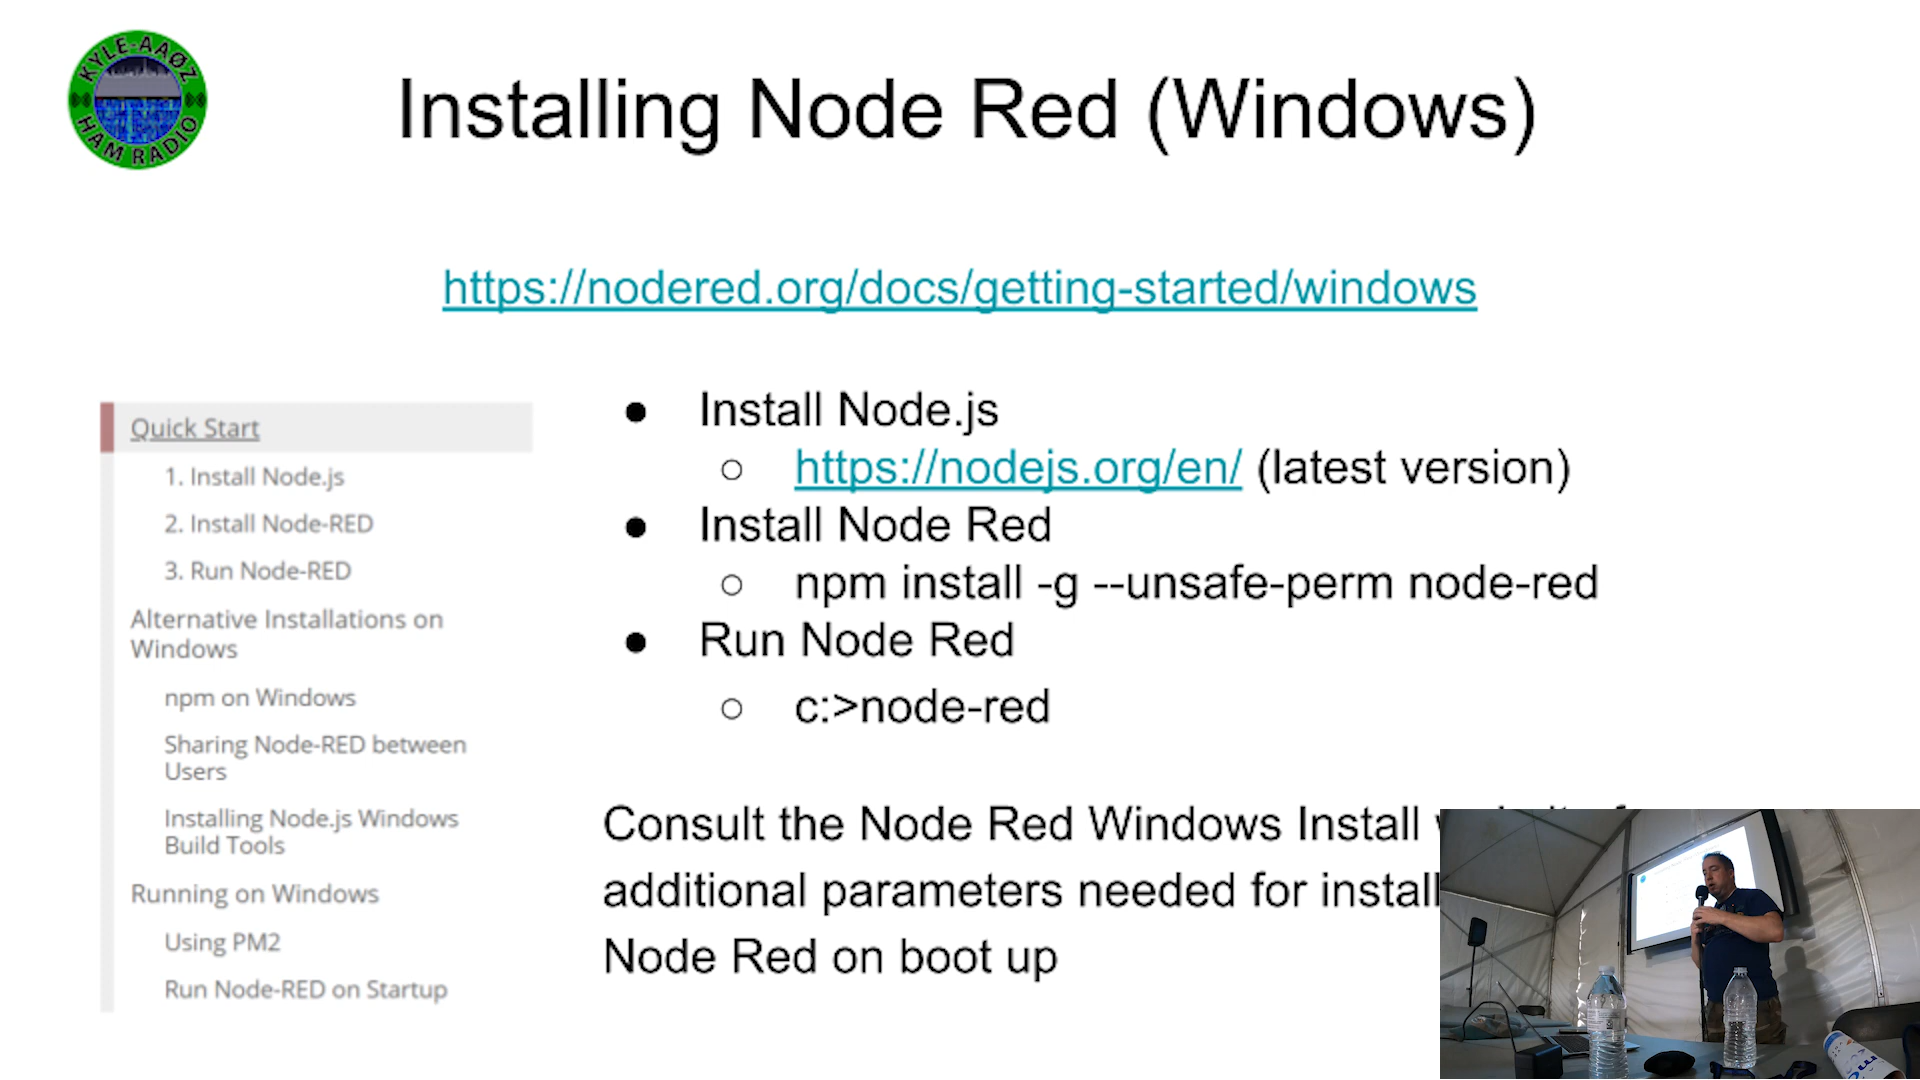 KYLE-AAØZ
HAM RADIO
Installing Node Red (Windows)
https://nodered.org/docs/getting-started/windows
Quick Start
1. Install Node.js
2. Install Node-RED
3. Run Node-RED
Alternative Installations on
Windows
npm on Windows
Sharing Node-RED between
Users
Installing Node.js Windows
Build Tools
Running on Windows
Using PM2
Run Node-RED on Startup
● Install Node.js
○ https://nodejs.org/en/ (latest version)
● Install Node Red
○ npm install -g --unsafe-perm node-red
● Run Node Red
○ c:>node-red
Consult the Node Red Windows Install
additional parameters needed for install
Node Red on boot up